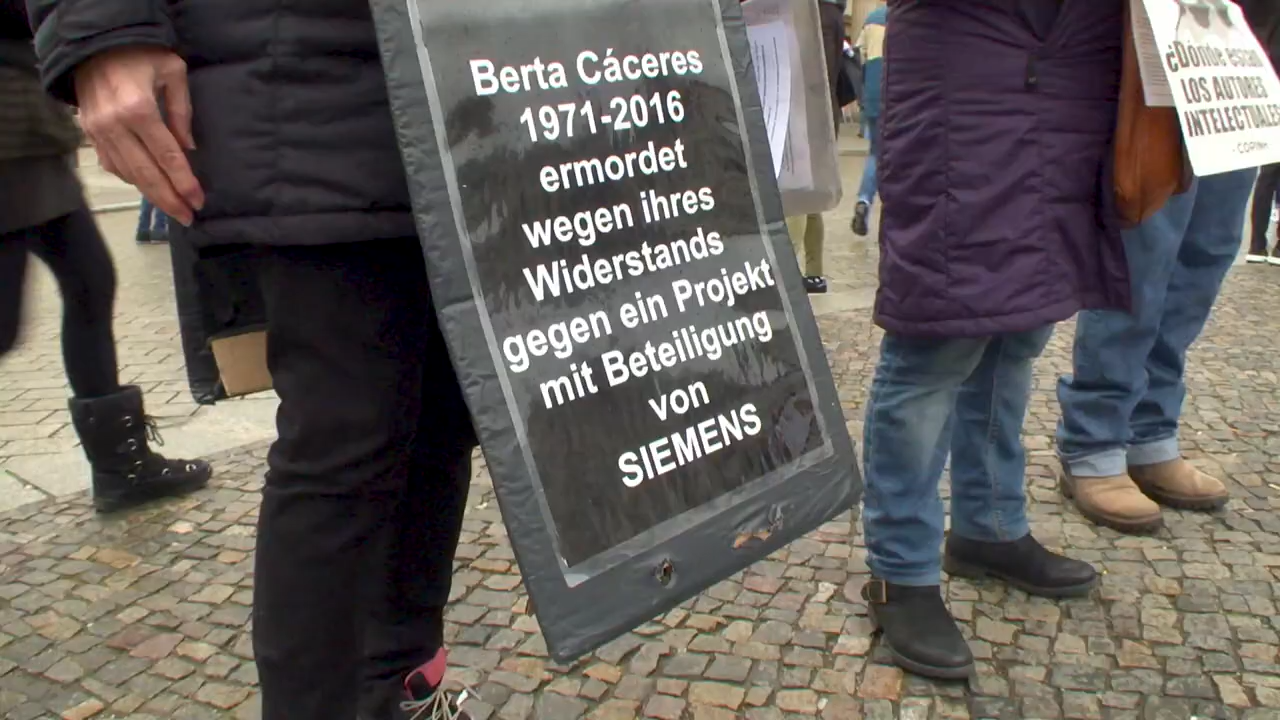 Berta Cáceres
1971-2016
ermordet
wegen ihres
Widerstands
gegen ein Projekt
mit Beteiligung
von
SIEMENS
¿Dónde están
LOS AUTORES
INTELECTUALES
- COPINH